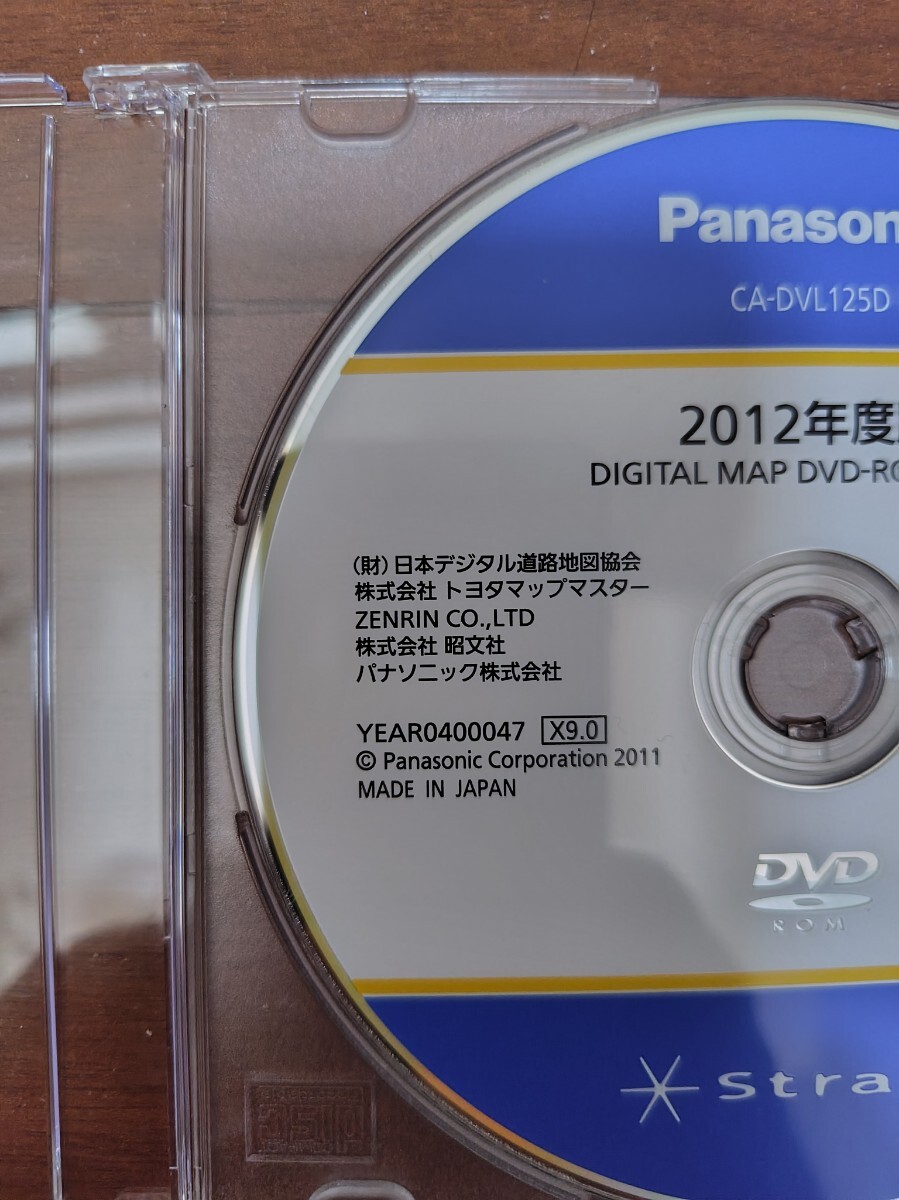 Panason
CA-DVL125D
2012年度
DIGITAL MAP DVD-RO
(財)日本デジタル道路地図協会
株式会社 トヨタマップマスター
ZENRIN CO.,LTD
株式会社 昭文社
パナソニック株式会社
YEAR0400047 X9.0
© Panasonic Corporation 2011
MADE IN JAPAN
DVD
ROM
Stra